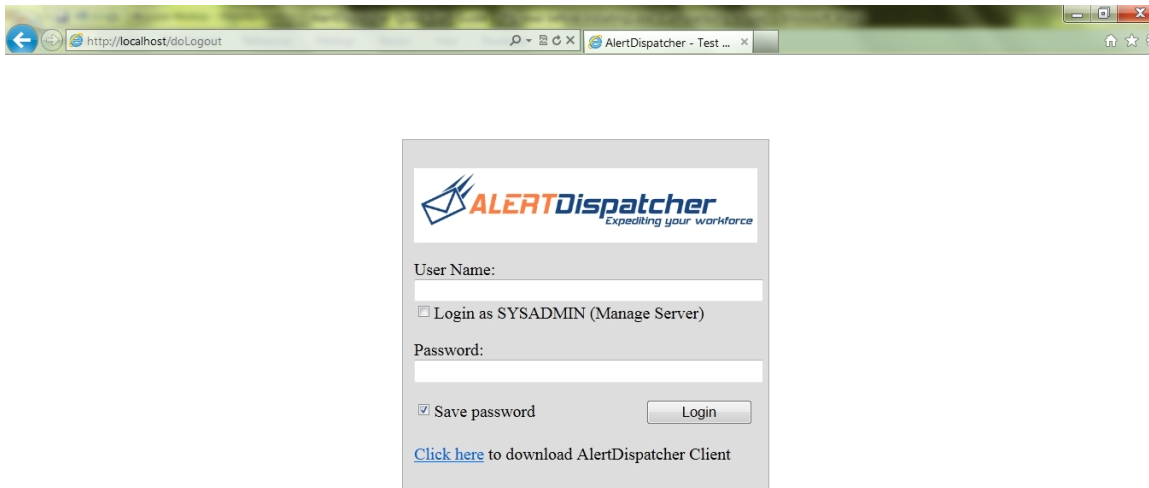 http://localhost/doLogout
AlertDispatcher - Test ...
ALERTDispatcher
Expediting your workforce
User Name:
Login as SYSADMIN (Manage Server)
Password:
Save password
Login
Click here to download AlertDispatcher Client